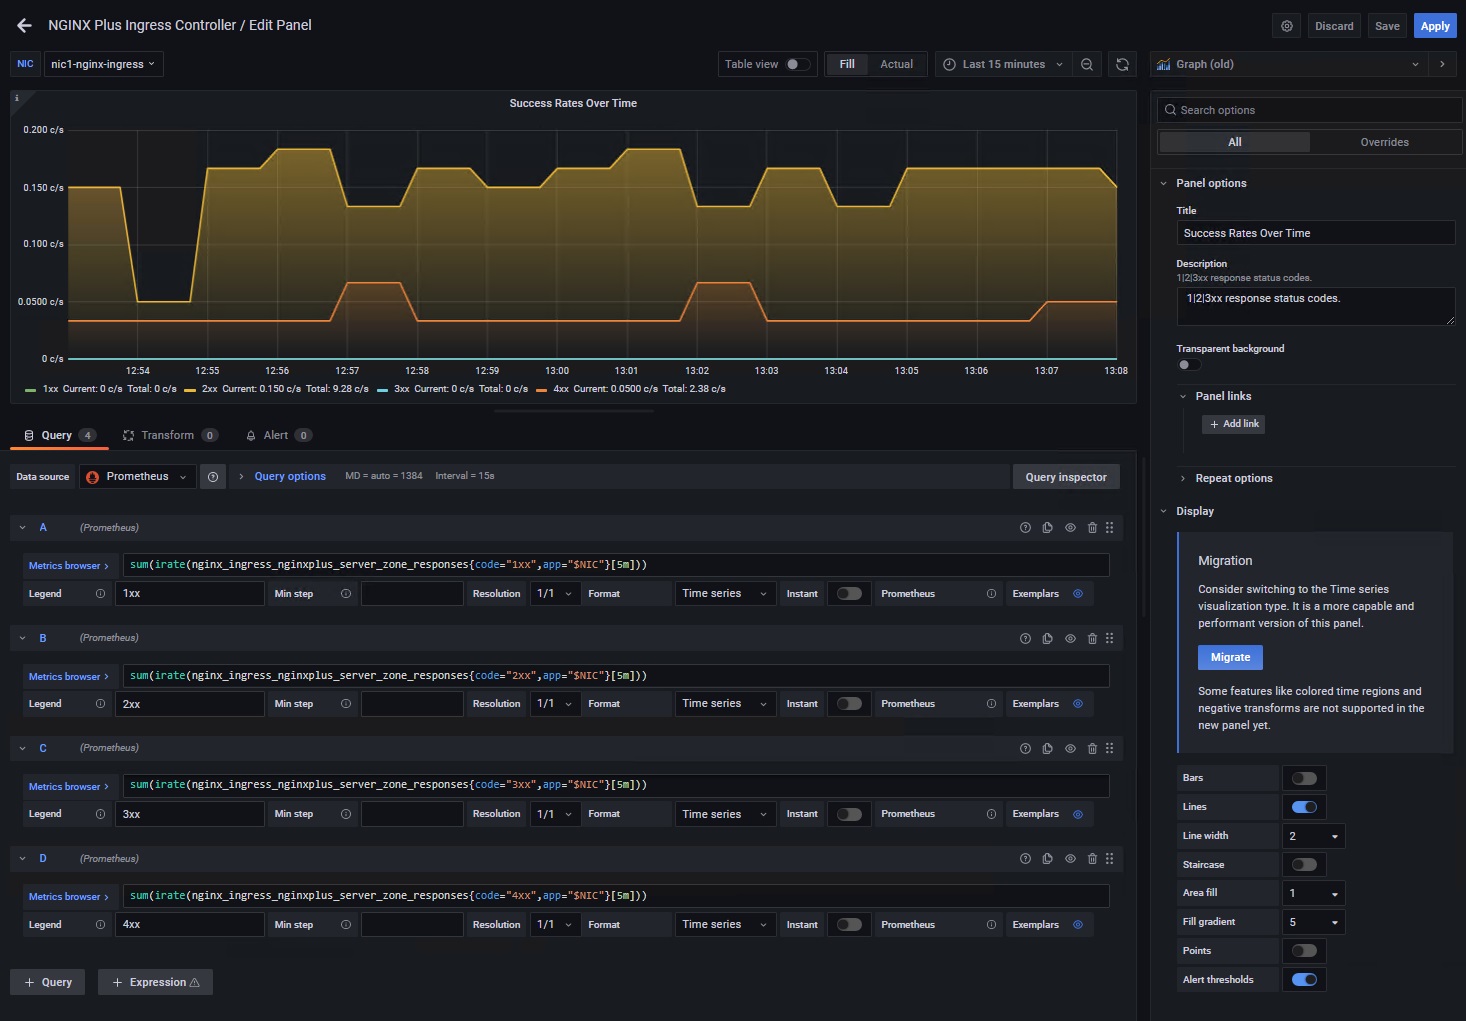 NGINX Plus Ingress Controller / Edit Panel
Discard Save Apply
NIC nic1-nginx-ingress
Table view Fill Actual Last 15 minutes Graph (old)
i
Success Rates Over Time
0.200 c/s
0.150 c/s
0.100 c/s
0.0500 c/s
0 c/s
12:54 12:55 12:56 12:57 12:58 12:59 13:00 13:01 13:02 13:03 13:04 13:05 13:06 13:07 13:08
1xx Current: 0 c/s Total: 0 c/s 2xx Current: 0.150 c/s Total: 9.28 c/s 3xx Current: 0 c/s Total: 0 c/s 4xx Current: 0.0500 c/s Total: 2.38 c/s
Query 4 Transform 0 Alert 0
Data source Prometheus > Query options MD = auto = 1384 Interval = 15s Query inspector
A (Prometheus)
Metrics browser > sum(irate(nginx_ingress_nginxplus_server_zone_responses{code="1xx",app="$NIC"}[5m]))
Legend 1xx Min step Resolution 1/1 Format Time series Instant Prometheus Exemplars
B (Prometheus)
Metrics browser > sum(irate(nginx_ingress_nginxplus_server_zone_responses{code="2xx",app="$NIC"}[5m]))
Legend 2xx Min step Resolution 1/1 Format Time series Instant Prometheus Exemplars
C (Prometheus)
Metrics browser > sum(irate(nginx_ingress_nginxplus_server_zone_responses{code="3xx",app="$NIC"}[5m]))
Legend 3xx Min step Resolution 1/1 Format Time series Instant Prometheus Exemplars
D (Prometheus)
Metrics browser > sum(irate(nginx_ingress_nginxplus_server_zone_responses{code="4xx",app="$NIC"}[5m]))
Legend 4xx Min step Resolution 1/1 Format Time series Instant Prometheus Exemplars
+ Query + Expression
Search options
All Overrides
Panel options
Title
Success Rates Over Time
Description
1|2|3xx response status codes.
1|2|3xx response status codes.
Transparent background
Panel links
+ Add link
Repeat options
Display
Migration
Consider switching to the Time series
visualization type. It is a more capable and
performant version of this panel.
Migrate
Some features like colored time regions and
negative transforms are not supported in the
new panel yet.
Bars
Lines
Line width 2
Staircase
Area fill 1
Fill gradient 5
Points
Alert thresholds